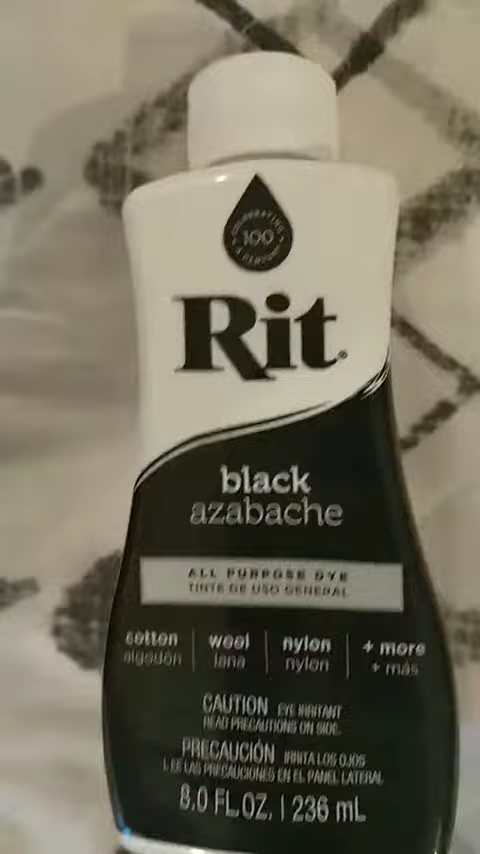 CELEBRATING
100
A CENTURY
Rit
black
azabache
ALL PURPOSE DYE
TINTE DE USO GENERAL
cotton | wool | nylon | + more
algodón | lana | nylon | + más
CAUTION EYE IRRITANT
READ PRECAUTIONS ON SIDE.
PRECAUCIÓN IRRITA LOS OJOS
LEE LAS PRECAUCIONES EN EL PANEL LATERAL
8.0 FL.OZ. | 236 mL